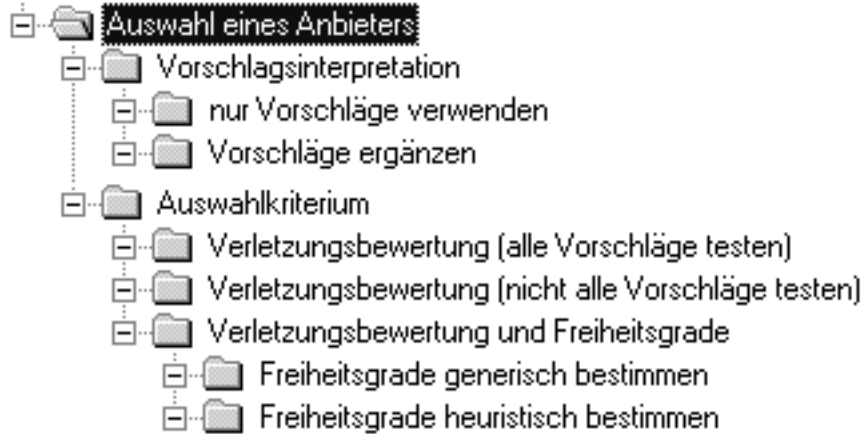 Auswahl eines Anbieters
Vorschlagsinterpretation
nur Vorschläge verwenden
Vorschläge ergänzen
Auswahlkriterium
Verletzungsbewertung (alle Vorschläge testen)
Verletzungsbewertung (nicht alle Vorschläge testen)
Verletzungsbewertung und Freiheitsgrade
Freiheitsgrade generisch bestimmen
Freiheitsgrade heuristisch bestimmen